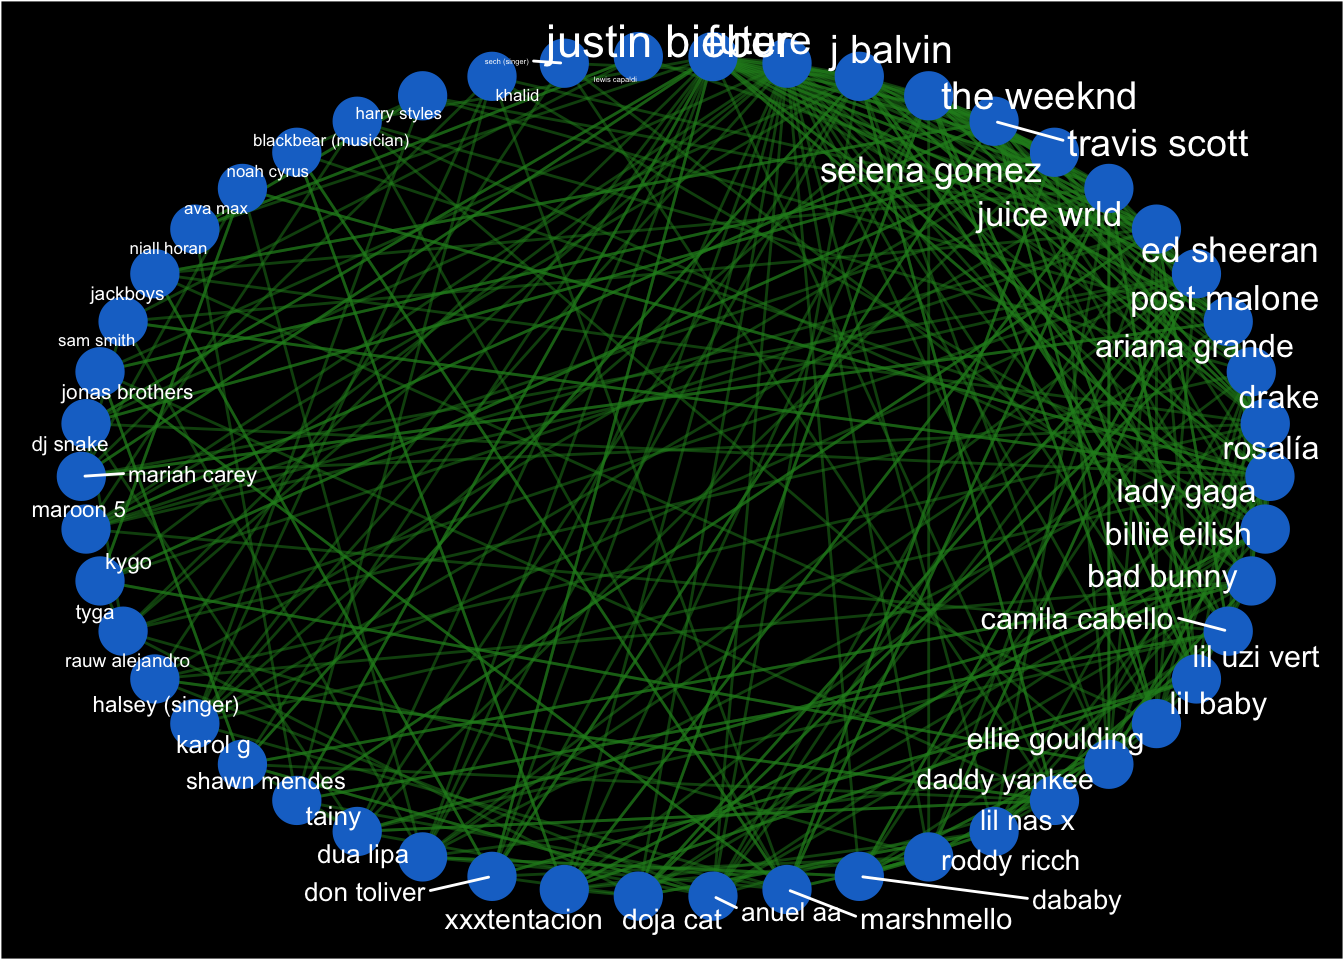 justin bieber
future
j balvin
sech (singer)
lewis capaldi
khalid
the weeknd
harry styles
travis scott
blackbear (musician)
selena gomez
noah cyrus
ava max
juice wrld
niall horan
ed sheeran
jackboys
post malone
sam smith
ariana grande
jonas brothers
drake
dj snake
rosalía
mariah carey
lady gaga
maroon 5
billie eilish
kygo
bad bunny
tyga
camila cabello
rauw alejandro
lil uzi vert
halsey (singer)
lil baby
karol g
ellie goulding
shawn mendes
daddy yankee
tainy
lil nas x
dua lipa
roddy ricch
don toliver
dababy
xxxtentacion
doja cat
anuel aa
marshmello